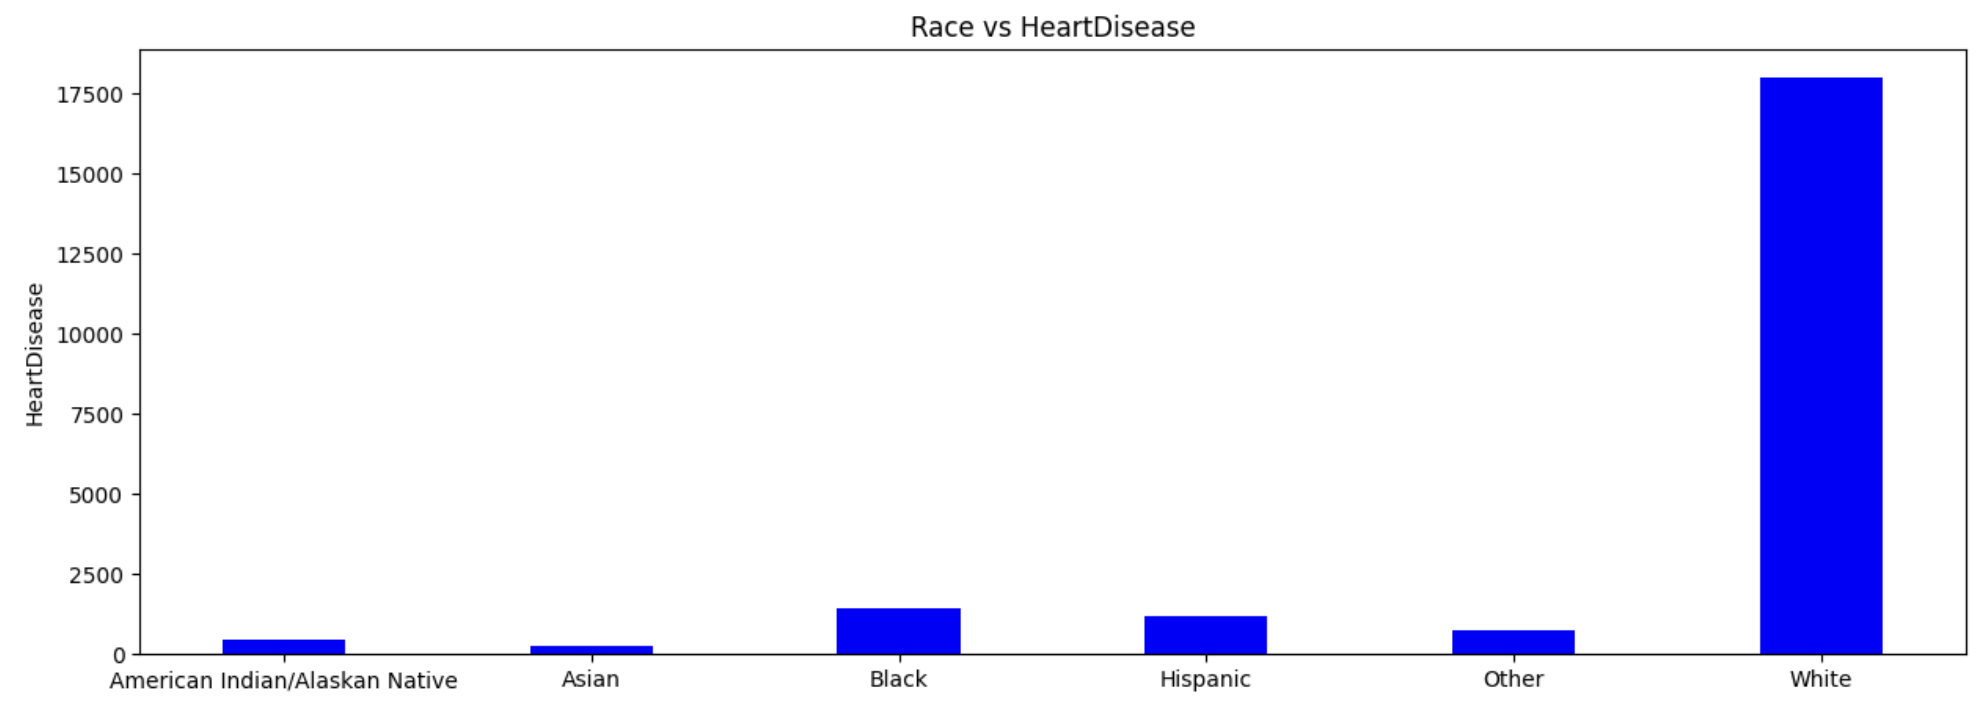 Race vs HeartDisease
HeartDisease
17500
15000
12500
10000
7500
5000
2500
0
American Indian/Alaskan Native Asian Black Hispanic Other White